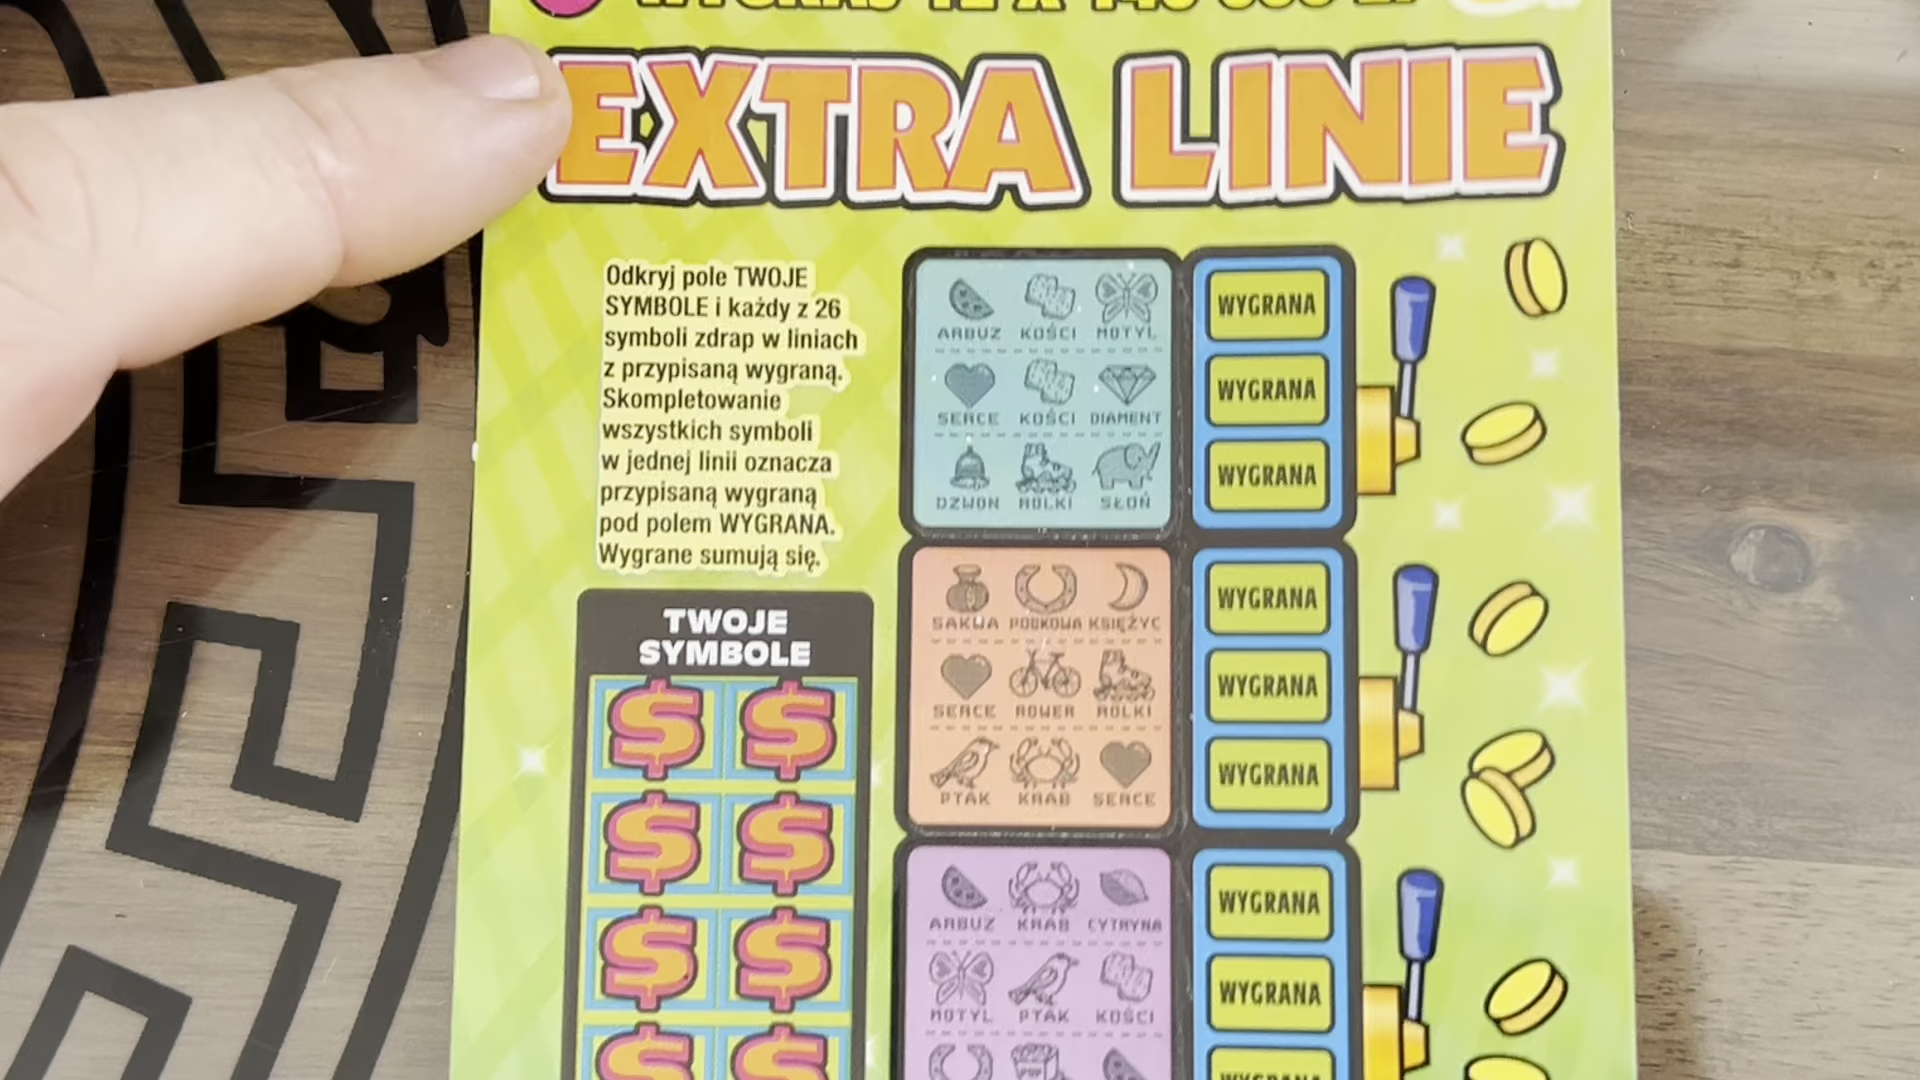 EXTRA LINIE
Odkryj pole TWOJE
SYMBOLE i każdy z 26
symboli zdrap w liniach
z przypisaną wygraną.
Skompletowanie
wszystkich symboli
w jednej linii oznacza
przypisaną wygraną
pod polem WYGRANA.
Wygrane sumują się.
TWOJE
SYMBOLE
ARBUZ KOŚCI MOTYL
SERCE KOŚCI DIAMENT
DZWON ROLKI SŁOŃ
WYGRANA
WYGRANA
WYGRANA
SAKWA PODKOWA KSIĘŻYC
SERCE ROWER ROLKI
PTAK KRAB SERCE
WYGRANA
WYGRANA
WYGRANA
ARBUZ KRAB CYTRYNA
MOTYL PTAK KOŚCI
WYGRANA
WYGRANA